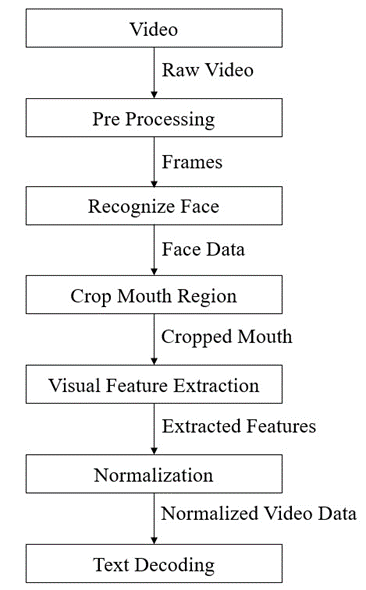 Video
Raw Video
Pre Processing
Frames
Recognize Face
Face Data
Crop Mouth Region
Cropped Mouth
Visual Feature Extraction
Extracted Features
Normalization
Normalized Video Data
Text Decoding